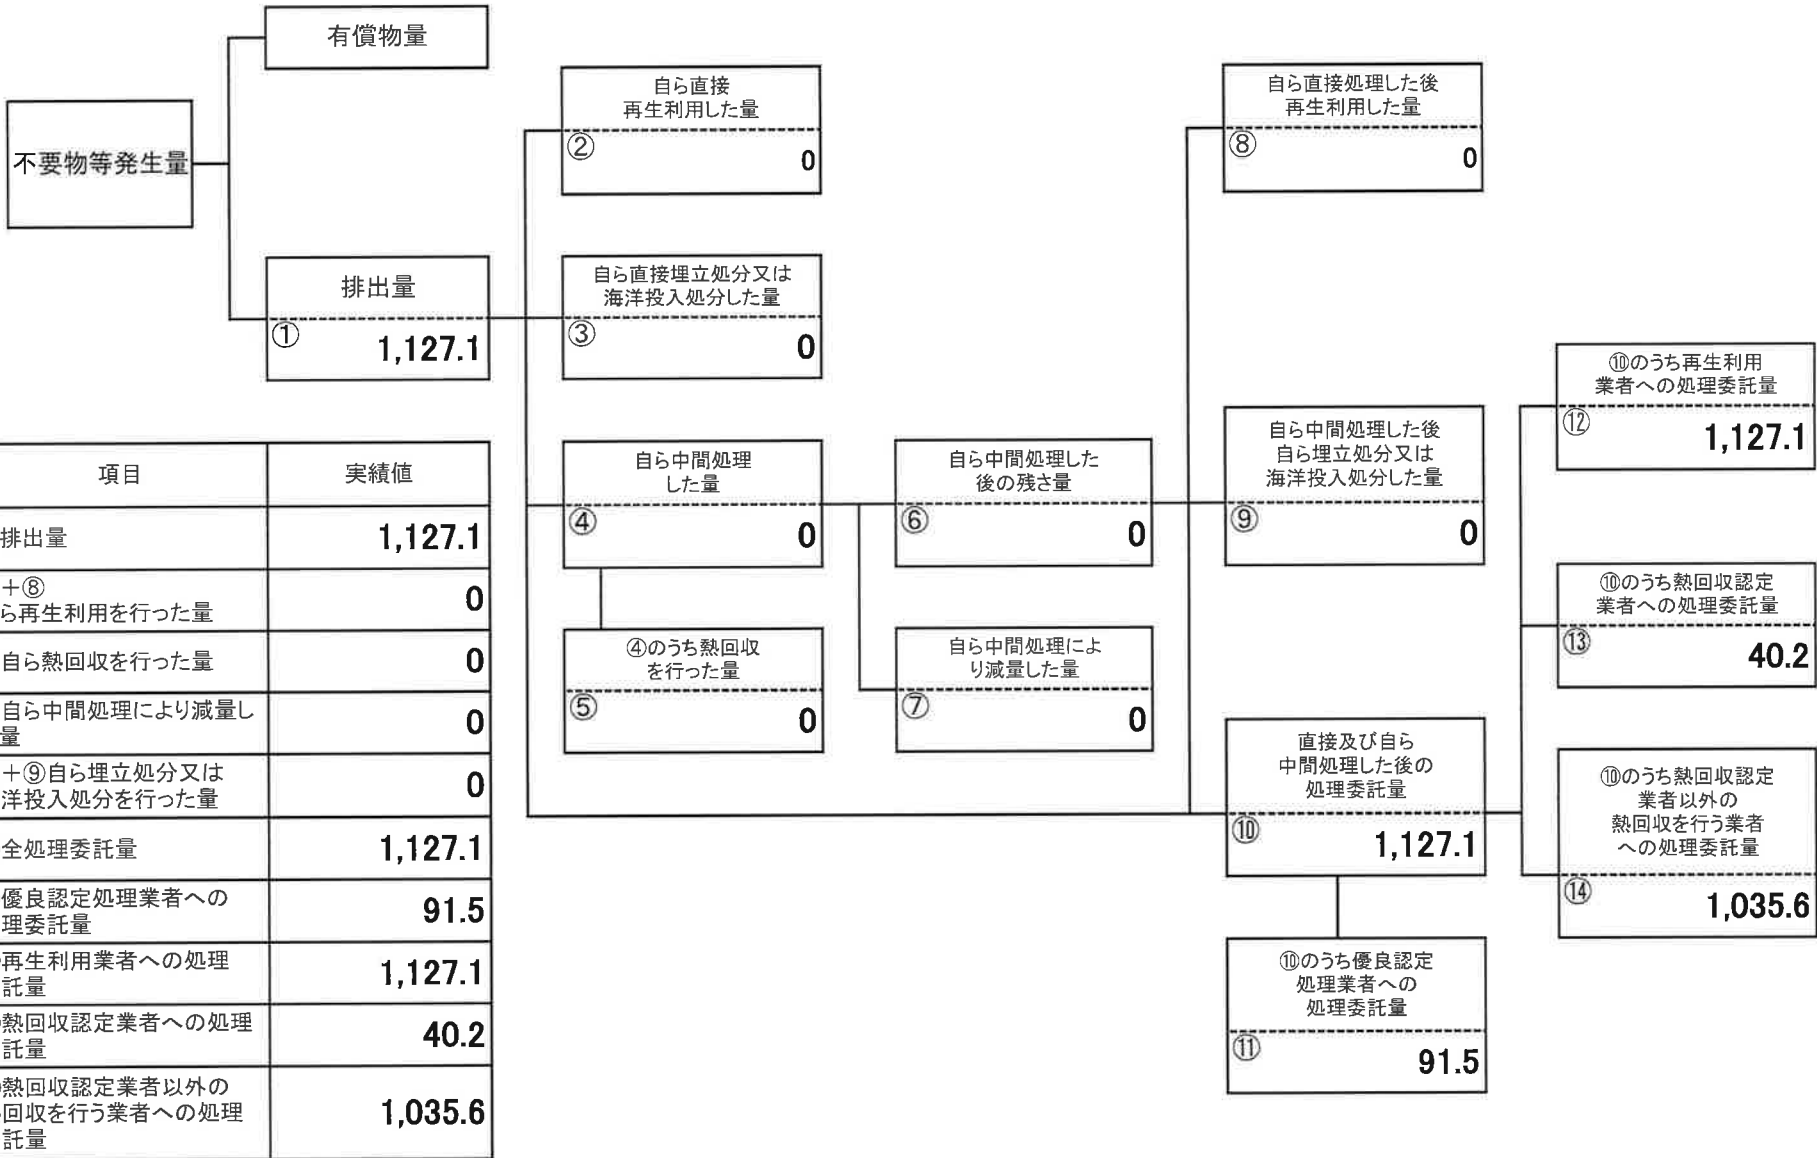 有償物量
不要物等発生量
排出量
①
1,127.1
自ら直接
再生利用した量
②
0
自ら直接埋立処分又は
海洋投入処分した量
③
0
自ら中間処理
した量
④
0
④のうち熱回収
を行った量
⑤
0
自ら中間処理した
後の残さ量
⑥
0
自ら中間処理によ
り減量した量
⑦
0
自ら直接処理した後
再生利用した量
⑧
0
自ら中間処理した後
自ら埋立処分又は
海洋投入処分した量
⑨
0
直接及び自ら
中間処理した後の
処理委託量
⑩
1,127.1
⑩のうち優良認定
処理業者への
処理委託量
⑪
91.5
⑩のうち再生利用
業者への処理委託量
⑫
1,127.1
⑩のうち熱回収認定
業者への処理委託量
⑬
40.2
⑩のうち熱回収認定
業者以外の
熱回収を行う業者
への処理委託量
⑭
1,035.6
項目 実績値
排出量 1,127.1
+⑧
ら再生利用を行った量 0
自ら熱回収を行った量 0
自ら中間処理により減量し
量 0
+⑨自ら埋立処分又は
洋投入処分を行った量 0
全処理委託量 1,127.1
優良認定処理業者への
理委託量 91.5
再生利用業者への処理
託量 1,127.1
熱回収認定業者への処理
託量 40.2
熱回収認定業者以外の
回収を行う業者への処理
託量 1,035.6